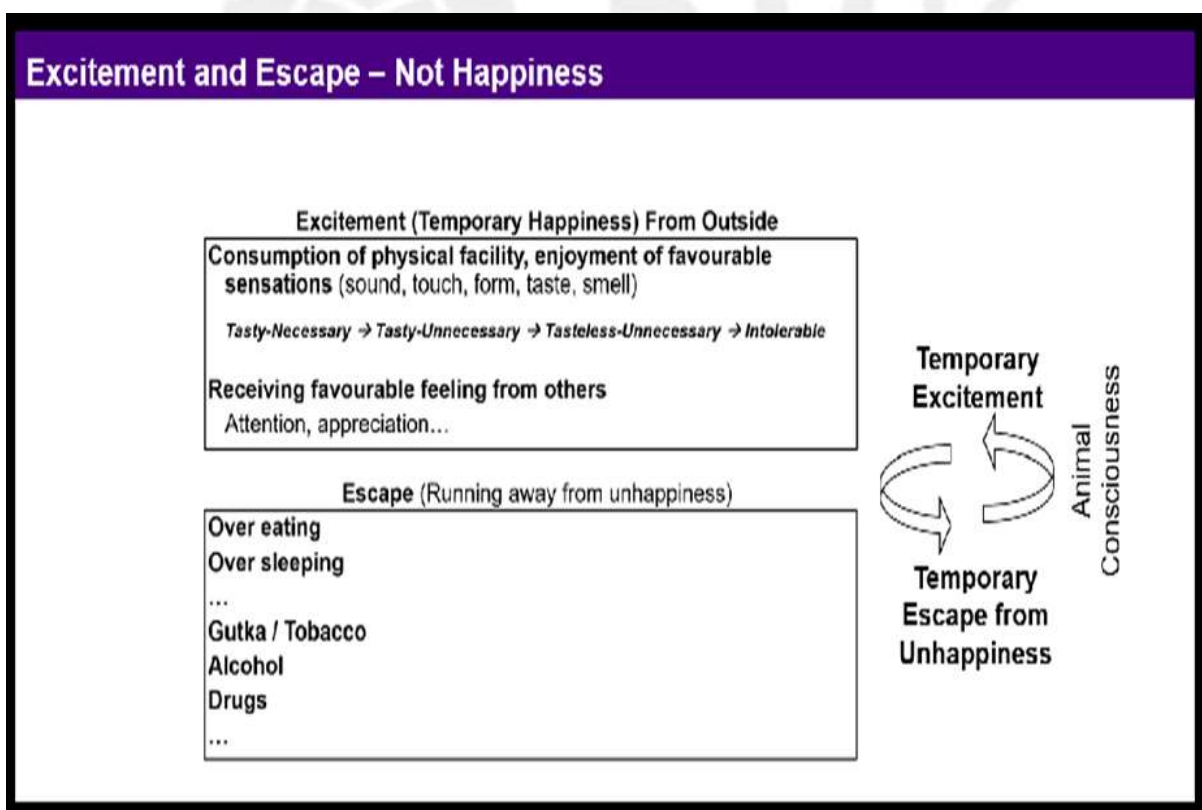 Excitement and Escape – Not Happiness
Excitement (Temporary Happiness) From Outside
Consumption of physical facility, enjoyment of favourable
sensations (sound, touch, form, taste, smell)
Tasty-Necessary → Tasty-Unnecessary → Tasteless-Unnecessary → Intolerable
Receiving favourable feeling from others
Attention, appreciation…
Escape (Running away from unhappiness)
Over eating
Over sleeping
…
Gutka / Tobacco
Alcohol
Drugs
…
Temporary
Excitement
Temporary
Escape from
Unhappiness
Animal
Consciousness